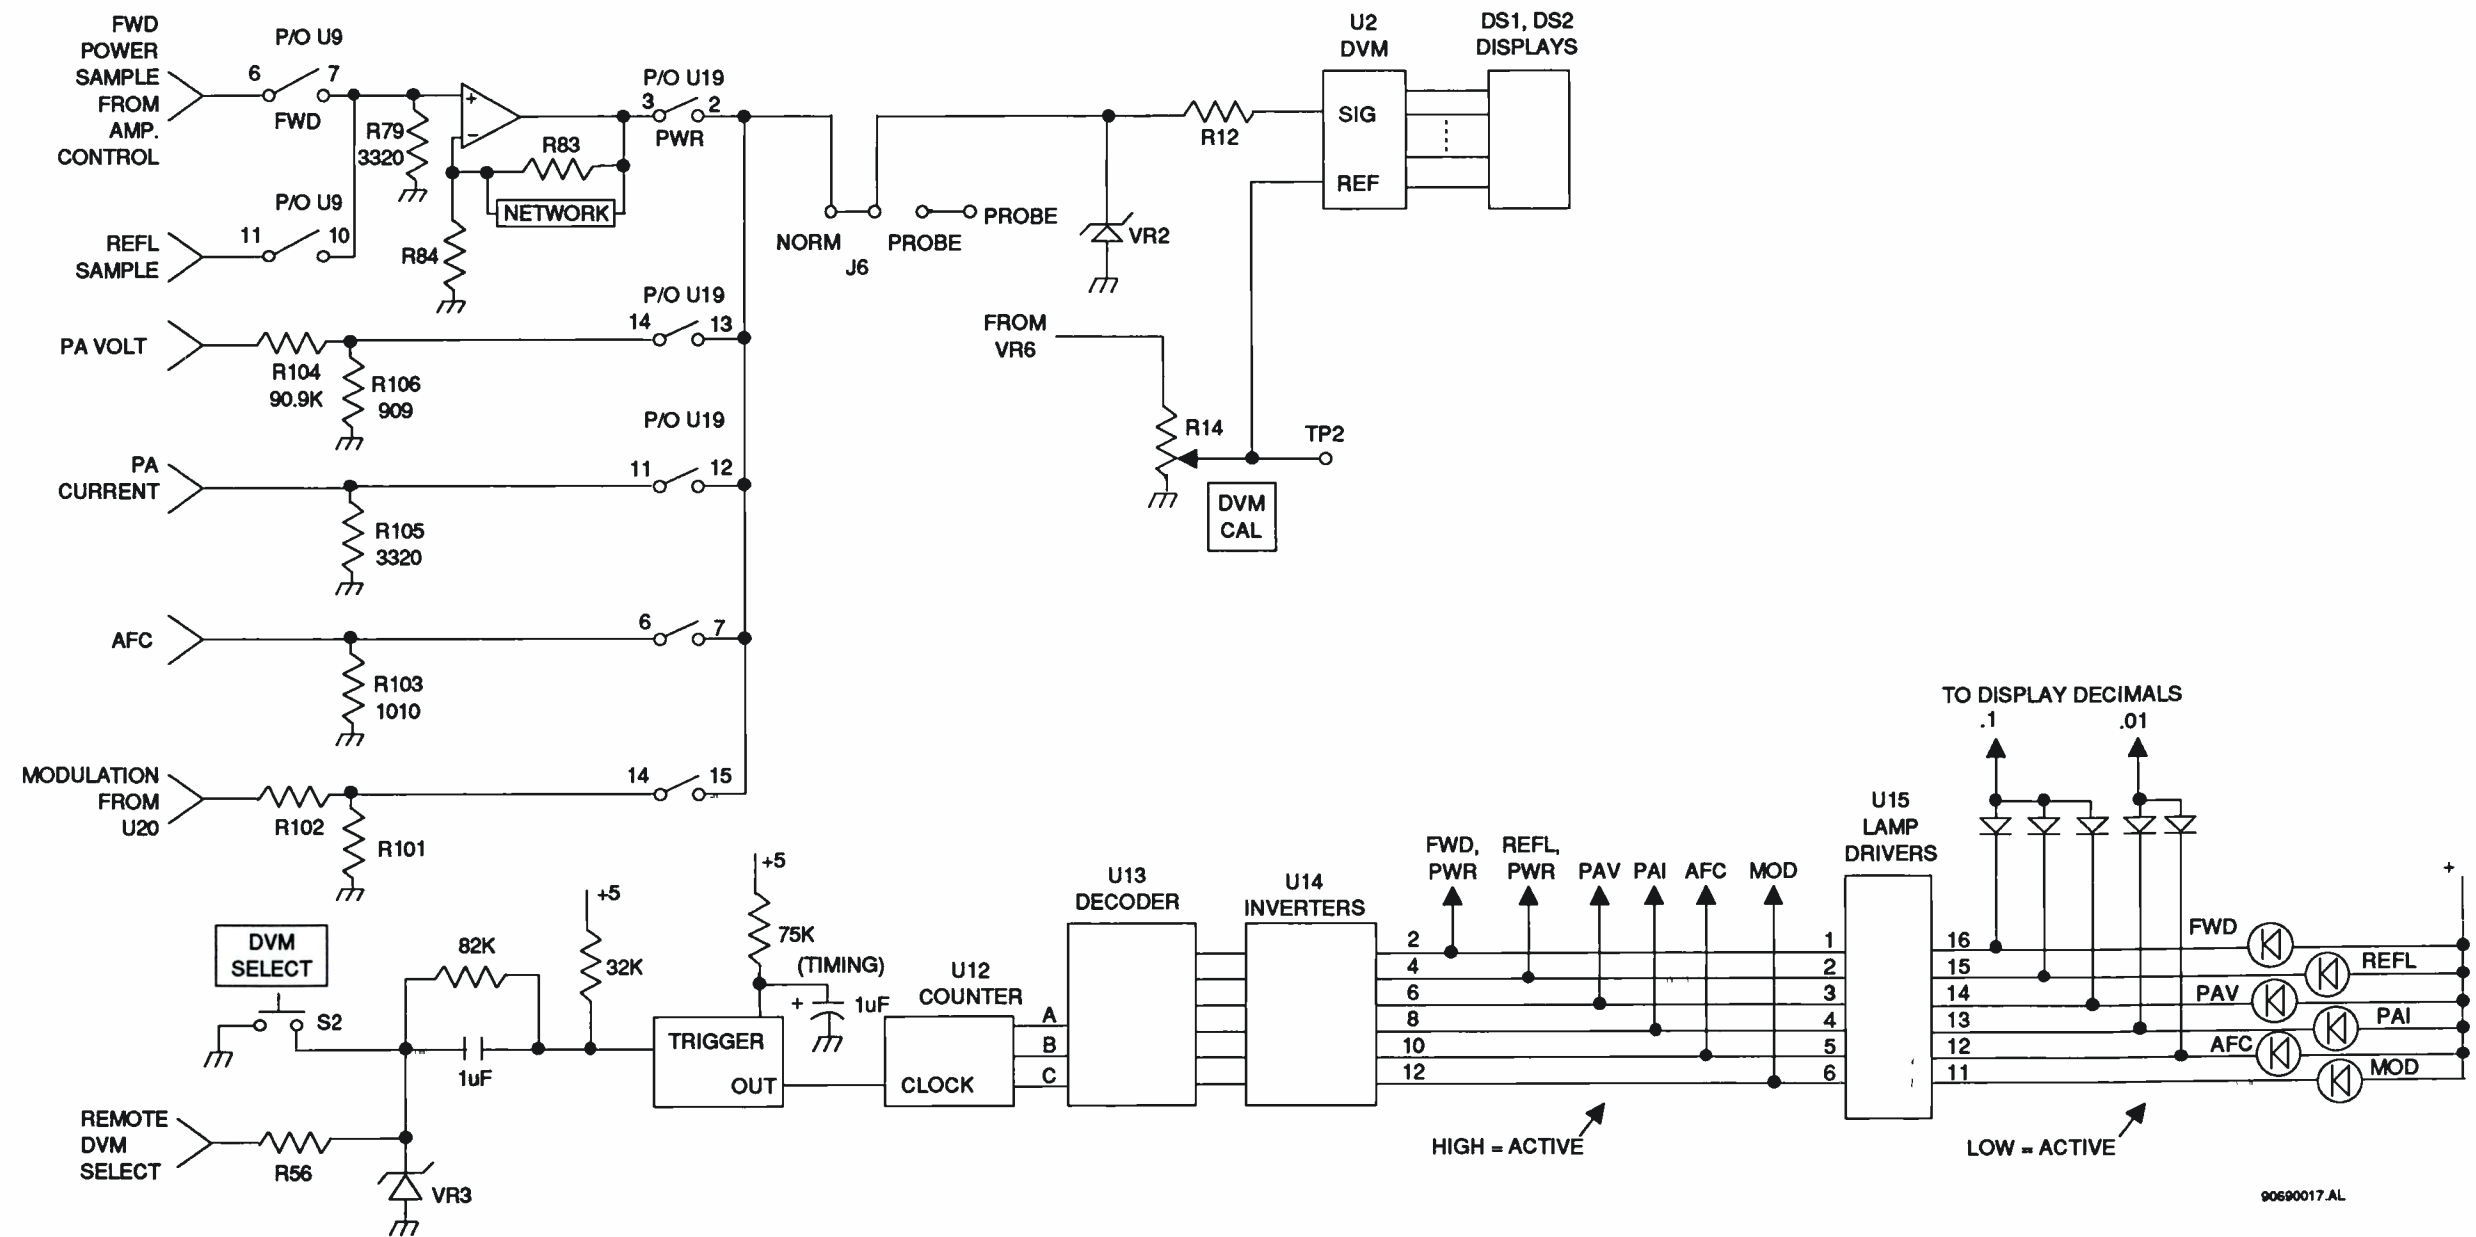 FWD
POWER
SAMPLE
FROM
AMP.
CONTROL
P/O U9
6 7
FWD
R79
3320
+
−
R83
NETWORK
R84
P/O U19
3 2
PWR
REFL
SAMPLE
P/O U9
11 10
NORM
PROBE
PROBE
J6
VR2
R12
U2
DVM
SIG
REF
DS1, DS2
DISPLAYS
FROM
VR6
R14
TP2
DVM
CAL
PA VOLT
R104
90.9K
R106
909
P/O U19
14 13
PA
CURRENT
R105
3320
P/O U19
11 12
AFC
R103
1010
6 7
MODULATION
FROM
U20
R102
R101
14 15
DVM
SELECT
S2
82K
1uF
+5
32K
REMOTE
DVM
SELECT
R56
VR3
+5
75K
(TIMING)
+
1uF
TRIGGER
OUT
U12
COUNTER
CLOCK
A
B
C
U13
DECODER
U14
INVERTERS
2
4
6
8
10
12
FWD,
PWR
REFL,
PWR
PAV
PAI
AFC
MOD
HIGH = ACTIVE
U15
LAMP
DRIVERS
1
2
3
4
5
6
16
15
14
13
12
11
TO DISPLAY DECIMALS
.1 .01
+
FWD
REFL
PAV
PAI
AFC
MOD
LOW = ACTIVE
90690017.AL